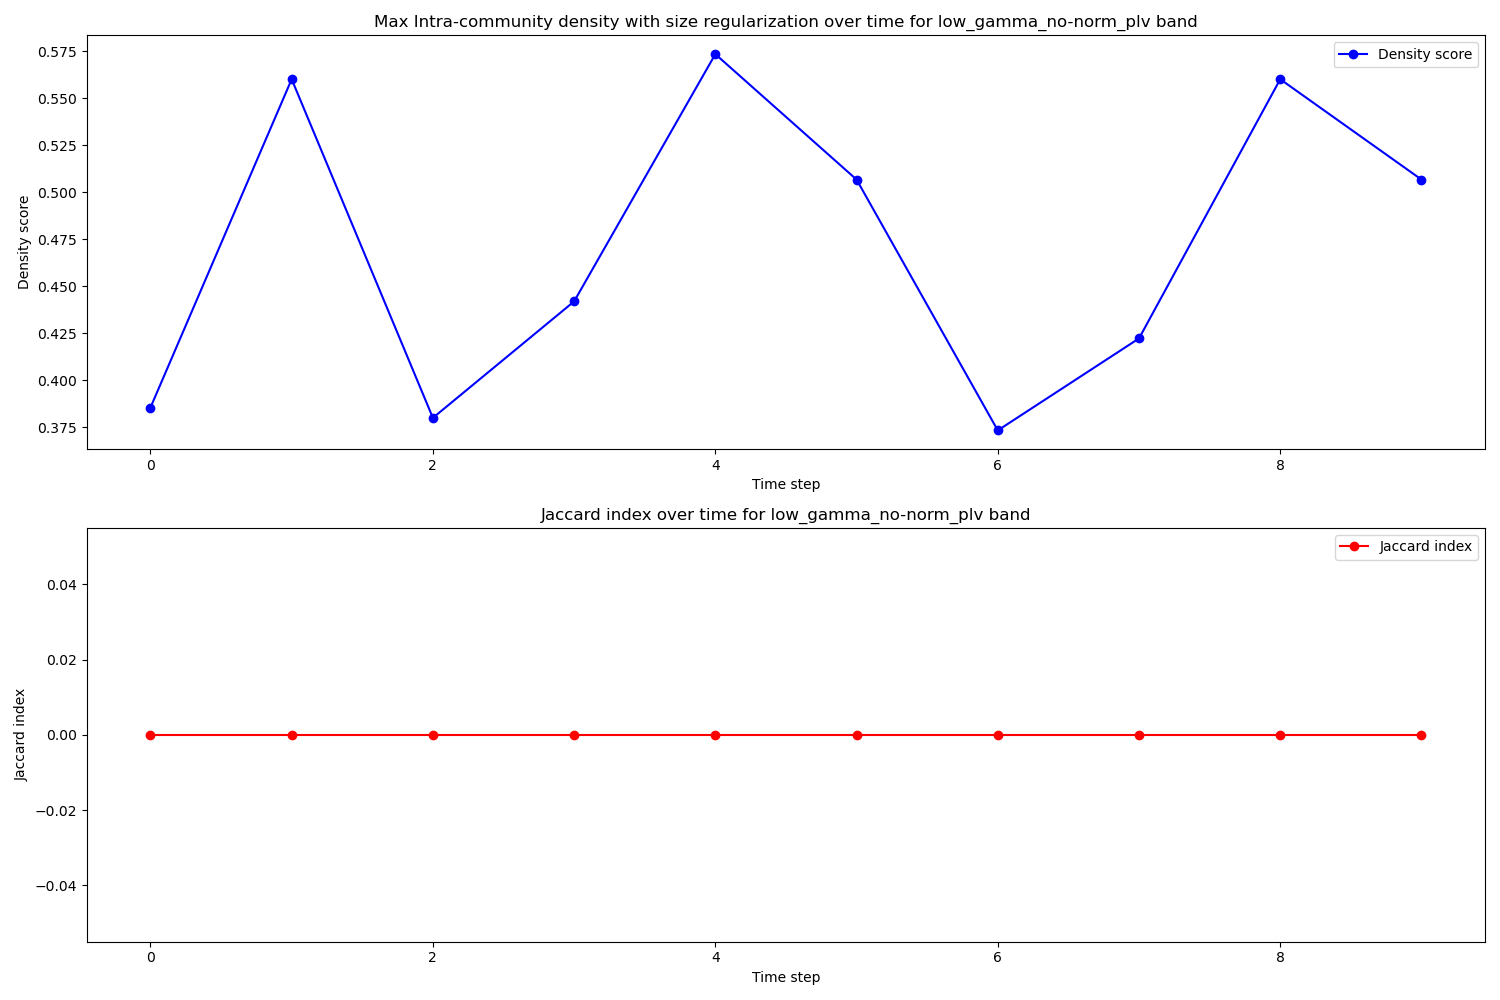 Max Intra-community density with size regularization over time for low_gamma_no-norm_plv band
Density score
0.575
0.550
0.525
0.500
0.475
0.450
0.425
0.400
0.375
Density score
0 2 4 6 8
Time step
Jaccard index over time for low_gamma_no-norm_plv band
Jaccard index
0.04
0.02
0.00
−0.02
−0.04
Jaccard index
0 2 4 6 8
Time step